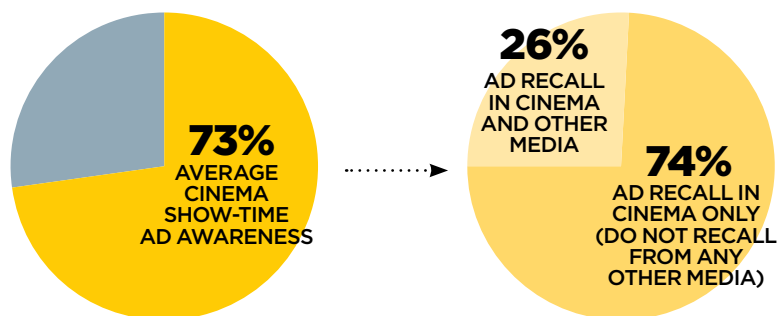 73%
AVERAGE
CINEMA
SHOW-TIME
AD AWARENESS
26%
AD RECALL
IN CINEMA
AND OTHER
MEDIA
74%
AD RECALL IN
CINEMA ONLY
(DO NOT RECALL
FROM ANY
OTHER MEDIA)